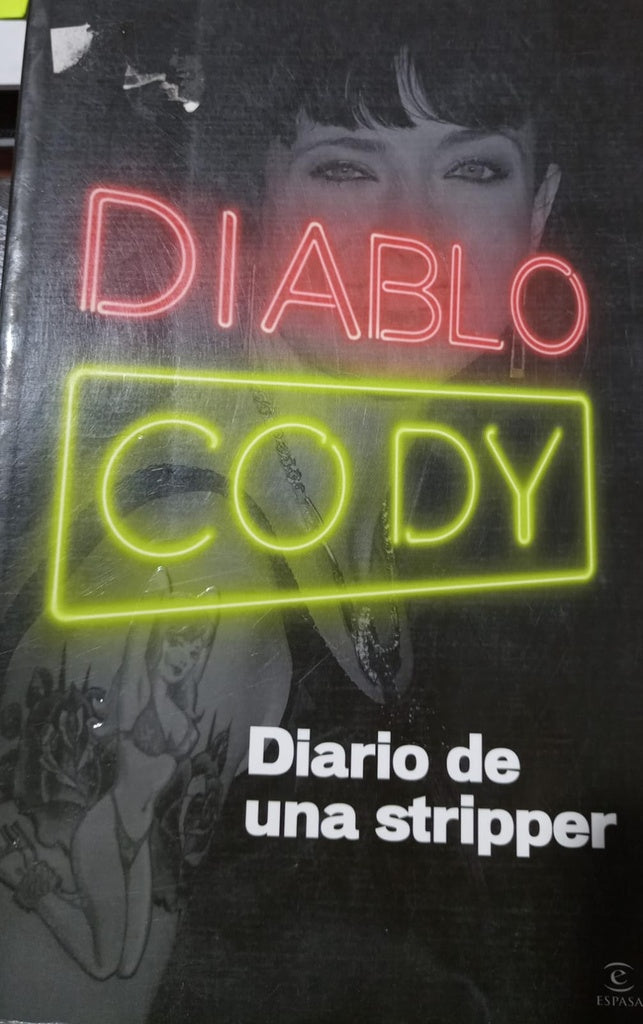 DIABLO
CODY
Diario de
una stripper
e
ESPASA